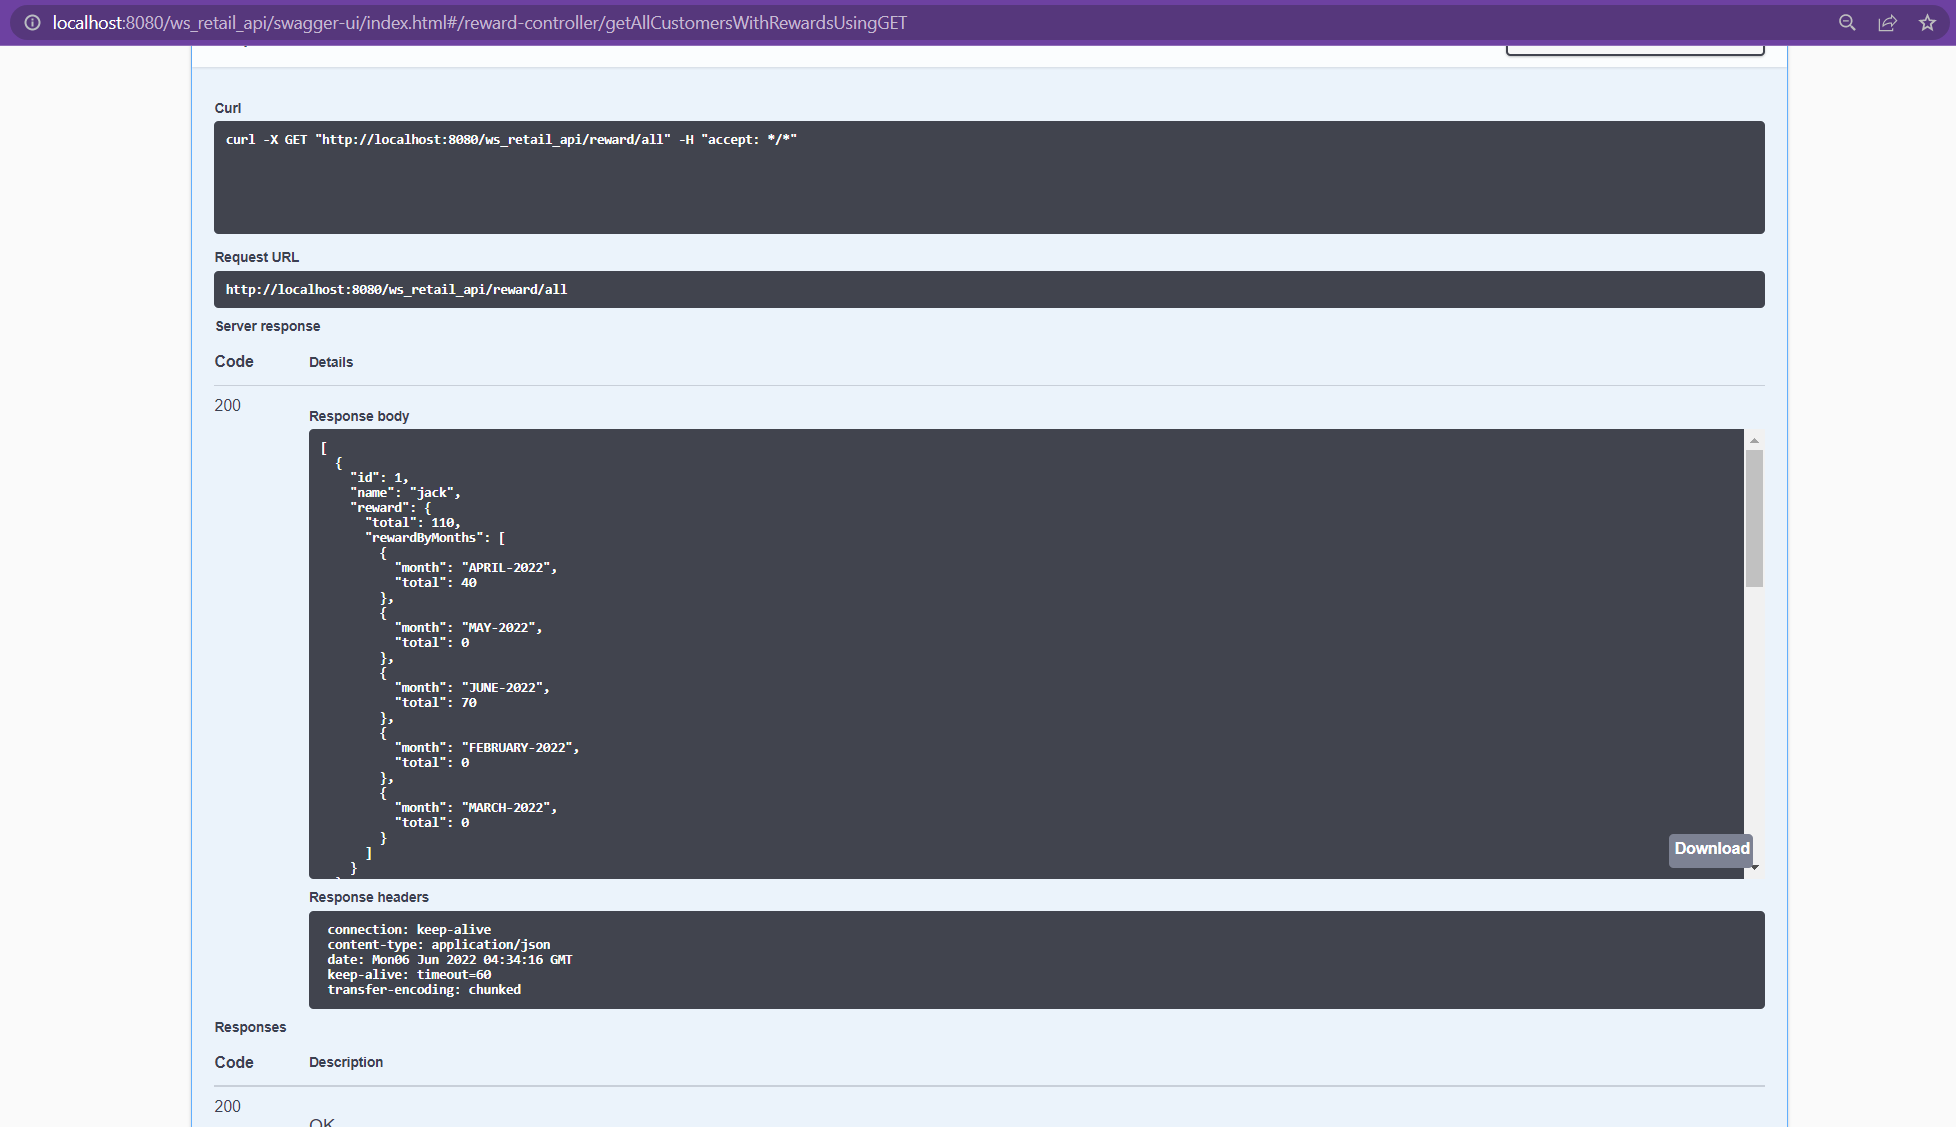 localhost:8080/ws_retail_api/swagger-ui/index.html#/reward-controller/getAllCustomersWithRewardsUsingGET
Curl
curl -X GET "http://localhost:8080/ws_retail_api/reward/all" -H "accept: */*"
Request URL
http://localhost:8080/ws_retail_api/reward/all
Server response
Code Details
200
Response body
[
  {
    "id": 1,
    "name": "jack",
    "reward": {
      "total": 110,
      "rewardByMonths": [
        {
          "month": "APRIL-2022",
          "total": 40
        },
        {
          "month": "MAY-2022",
          "total": 0
        },
        {
          "month": "JUNE-2022",
          "total": 70
        },
        {
          "month": "FEBRUARY-2022",
          "total": 0
        },
        {
          "month": "MARCH-2022",
          "total": 0
        }
      ]
    }
Download
Response headers
connection: keep-alive
content-type: application/json
date: Mon06 Jun 2022 04:34:16 GMT
keep-alive: timeout=60
transfer-encoding: chunked
Responses
Code Description
200
OK